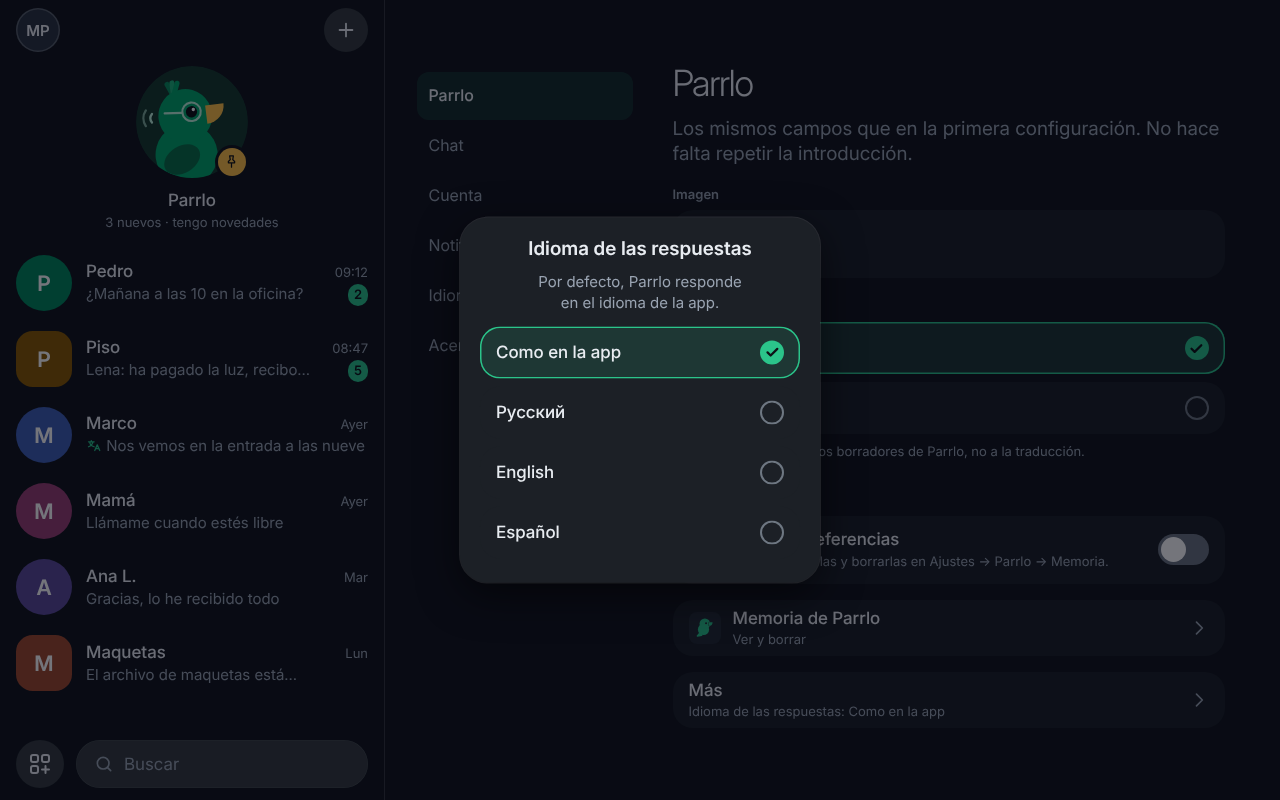 MP
Parrlo
3 nuevos · tengo novedades
P
Pedro
09:12
¿Mañana a las 10 en la oficina?
2
P
Piso
08:47
Lena: ha pagado la luz, recibo...
5
M
Marco
Ayer
Nos vemos en la entrada a las nueve
M
Mamá
Ayer
Llámame cuando estés libre
A
Ana L.
Mar
Gracias, lo he recibido todo
M
Maquetas
Lun
El archivo de maquetas está...
Buscar
Parrlo
Chat
Cuenta
Parrlo
Los mismos campos que en la primera configuración. No hace
falta repetir la introducción.
Imagen
Idioma de las respuestas
Por defecto, Parrlo responde
en el idioma de la app.
Como en la app
Русский
English
Español
borradores de Parrlo, no a la traducción.
y borrarlas en Ajustes → Parrlo → Memoria.
Memoria de Parrlo
Ver y borrar
Más
Idioma de las respuestas: Como en la app